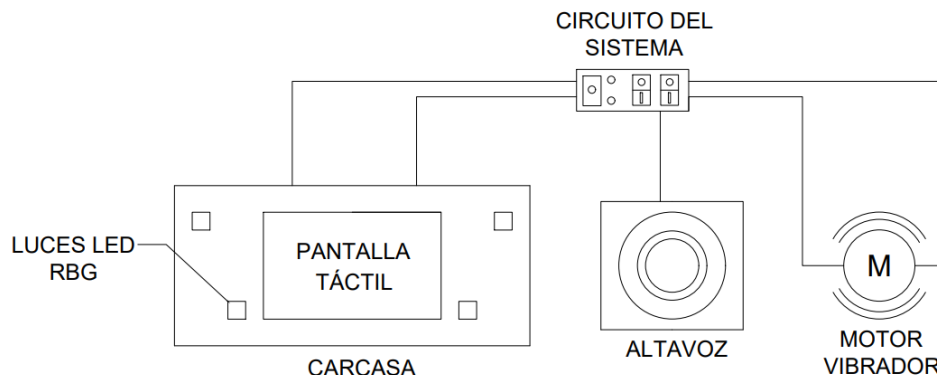 CIRCUITO DEL
SISTEMA
LUCES LED
RBG
PANTALLA
TÁCTIL
CARCASA
ALTAVOZ
M
MOTOR
VIBRADOR